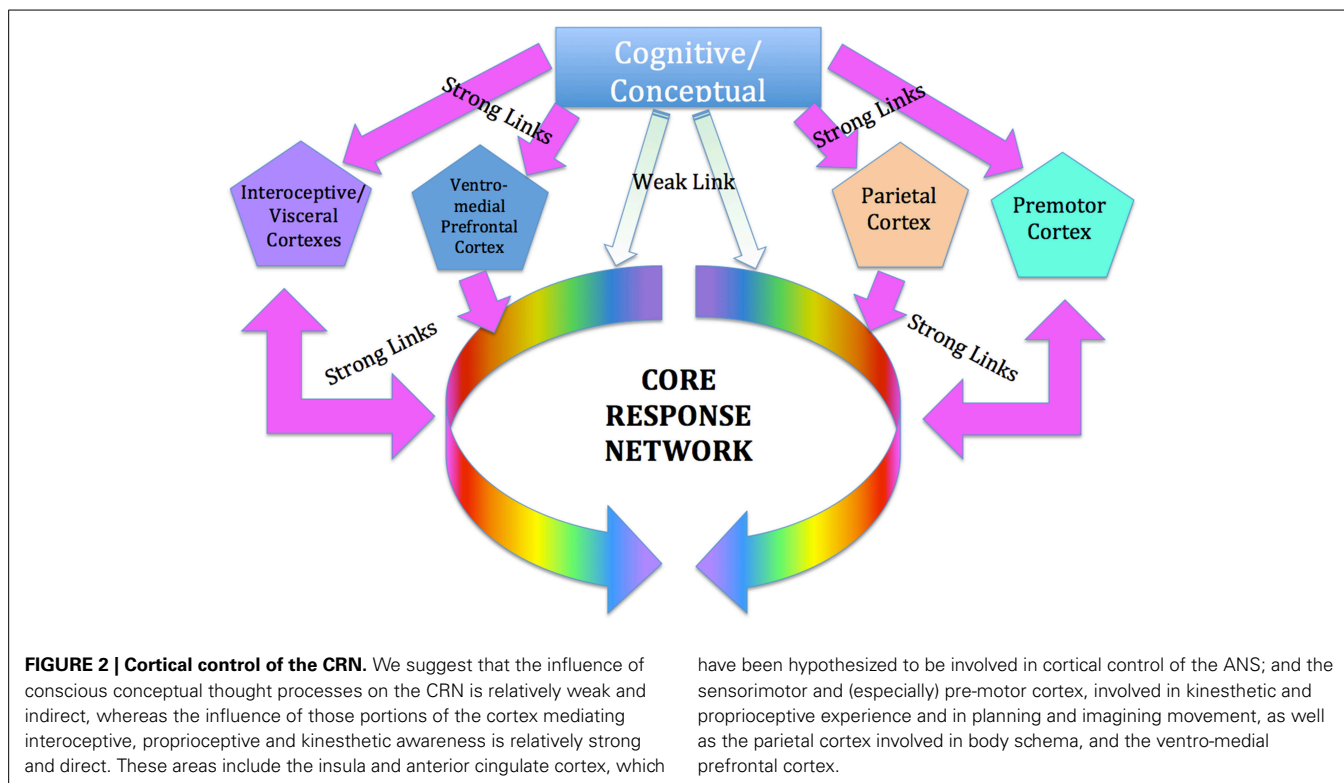 Cognitive/
Conceptual
Strong Links
Strong Links
Interoceptive/
Visceral
Cortexes
Ventro-
medial
Prefrontal
Cortex
Weak Link
Parietal
Cortex
Premotor
Cortex
Strong Links
Strong Links
CORE
RESPONSE
NETWORK
FIGURE 2 | Cortical control of the CRN. We suggest that the influence of
conscious conceptual thought processes on the CRN is relatively weak and
indirect, whereas the influence of those portions of the cortex mediating
interoceptive, proprioceptive and kinesthetic awareness is relatively strong
and direct. These areas include the insula and anterior cingulate cortex, which
have been hypothesized to be involved in cortical control of the ANS; and the
sensorimotor and (especially) pre-motor cortex, involved in kinesthetic and
proprioceptive experience and in planning and imagining movement, as well
as the parietal cortex involved in body schema, and the ventro-medial
prefrontal cortex.